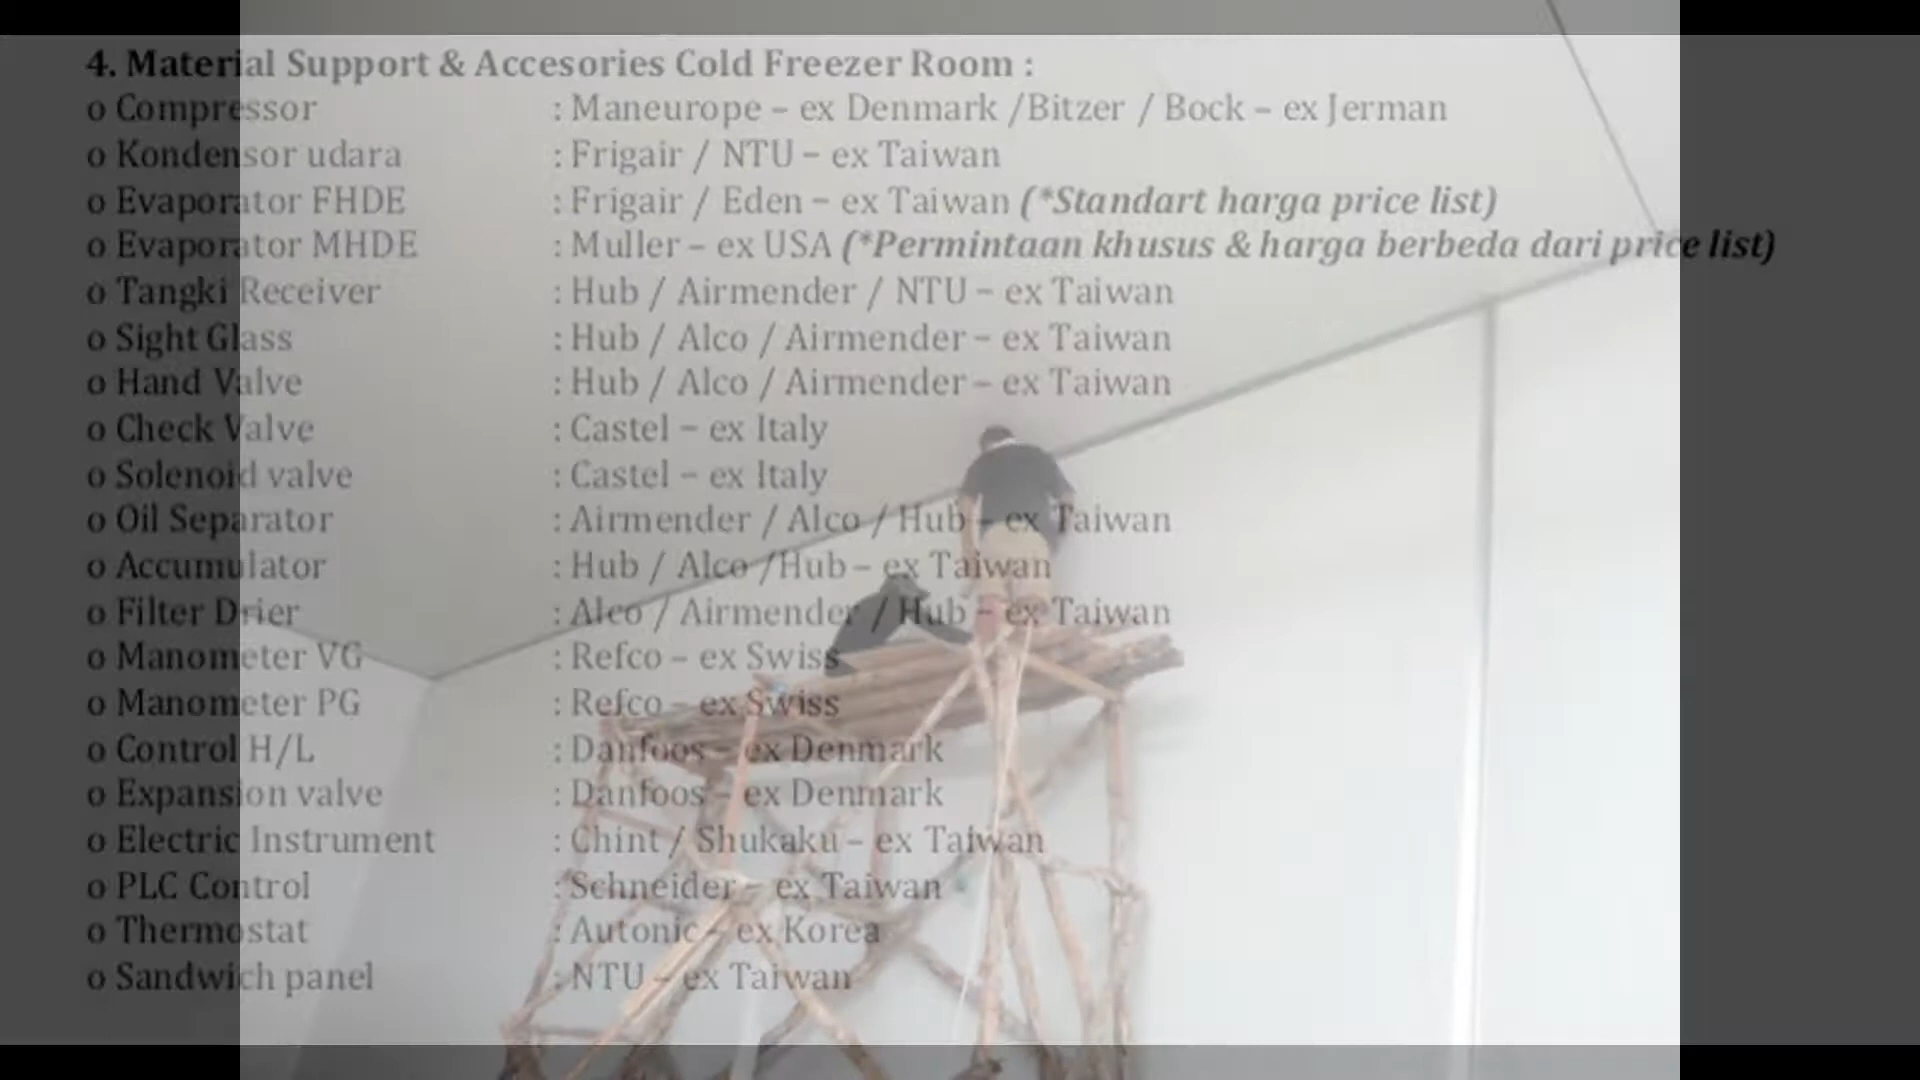 4. Material Support & Accesories Cold Freezer Room :
o Compressor : Maneurope – ex Denmark /Bitzer / Bock – ex Jerman
o Kondensor udara : Frigair / NTU – ex Taiwan
o Evaporator FHDE : Frigair / Eden – ex Taiwan (*Standart harga price list)
o Evaporator MHDE : Muller – ex USA (*Permintaan khusus & harga berbeda dari price list)
o Tangki Receiver : Hub / Airmender / NTU – ex Taiwan
o Sight Glass : Hub / Alco / Airmender – ex Taiwan
o Hand Valve : Hub / Alco / Airmender – ex Taiwan
o Check Valve : Castel – ex Italy
o Solenoid valve : Castel – ex Italy
o Oil Separator : Airmender / Alco / Hub – ex Taiwan
o Accumulator : Hub / Alco /Hub – ex Taiwan
o Filter Drier : Alco / Airmender / Hub – ex Taiwan
o Manometer VG : Refco – ex Swiss
o Manometer PG : Refco – ex Swiss
o Control H/L : Danfoos – ex Denmark
o Expansion valve : Danfoos – ex Denmark
o Electric Instrument : Chint / Shukaku – ex Taiwan
o PLC Control : Schneider – ex Taiwan
o Thermostat : Autonic – ex Korea
o Sandwich panel : NTU – ex Taiwan